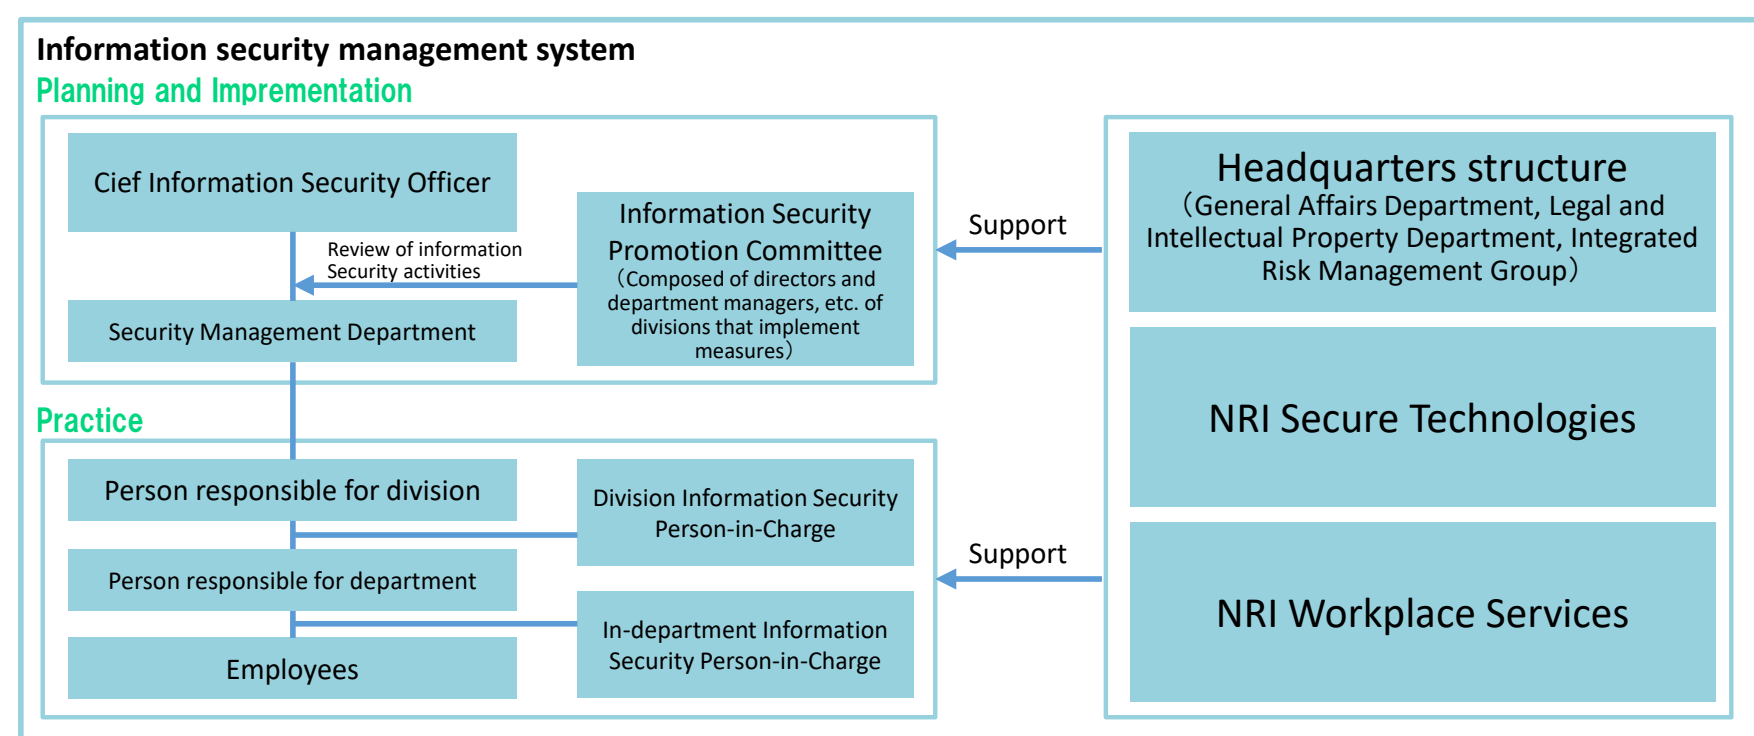 Information security management system
Planning and Imprementation
Cief Information Security Officer
Review of information
Security activities
Security Management Department
Information Security
Promotion Committee
（Composed of directors and
department managers, etc. of
divisions that implement
measures）
Support
Headquarters structure
（General Affairs Department, Legal and
Intellectual Property Department, Integrated
Risk Management Group）
NRI Secure Technologies
NRI Workplace Services
Practice
Person responsible for division
Division Information Security
Person-in-Charge
Person responsible for department
In-department Information
Security Person-in-Charge
Employees
Support